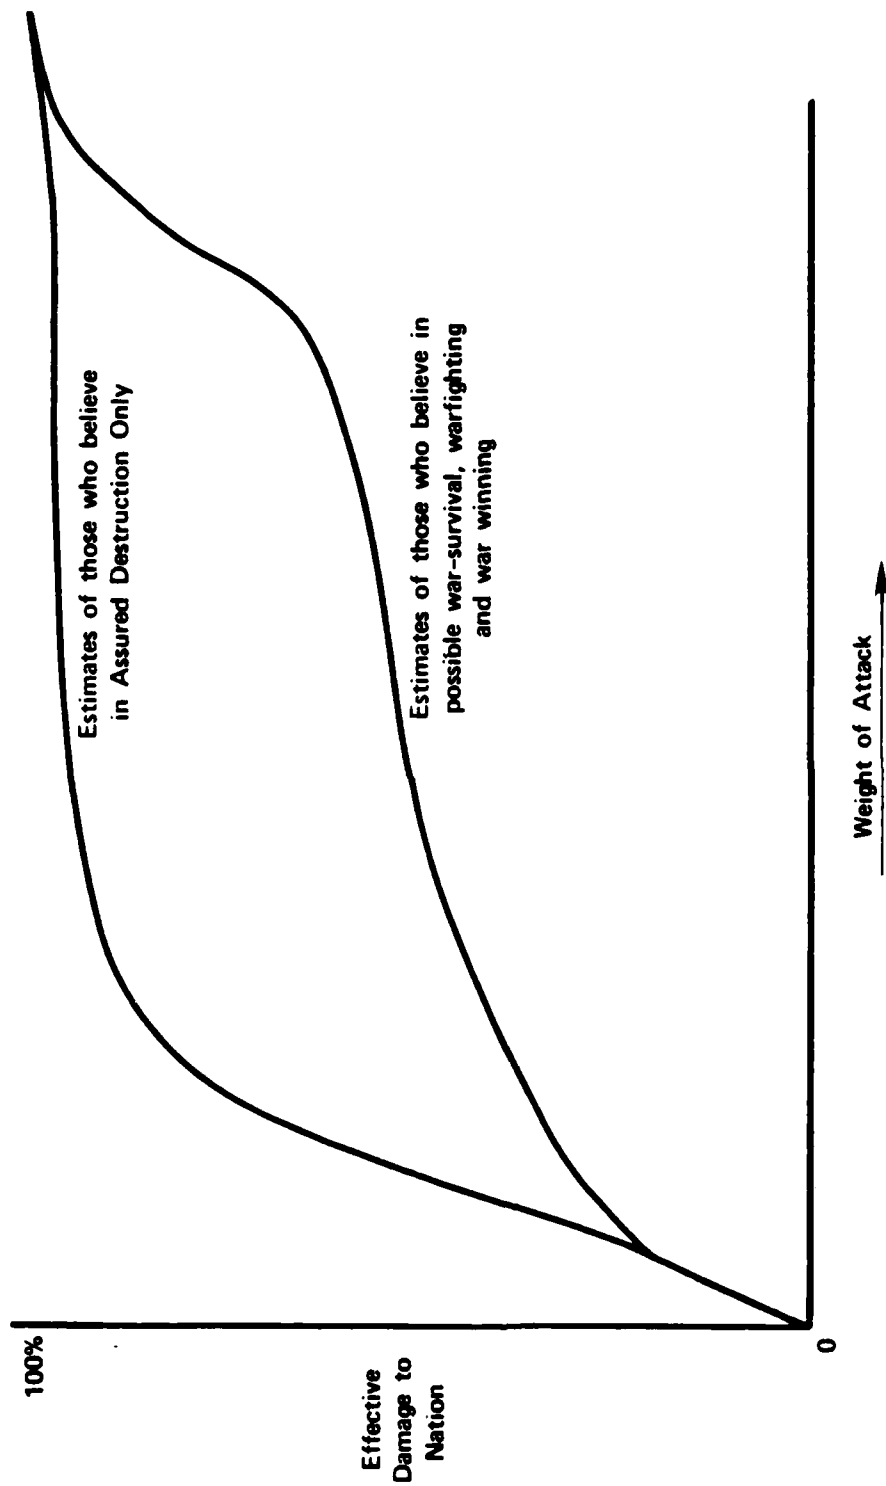 100%
Effective
Damage to
Nation
0
Estimates of those who believe
in Assured Destruction Only
Estimates of those who believe in
possible war-survival, warfighting
and war winning
Weight of Attack